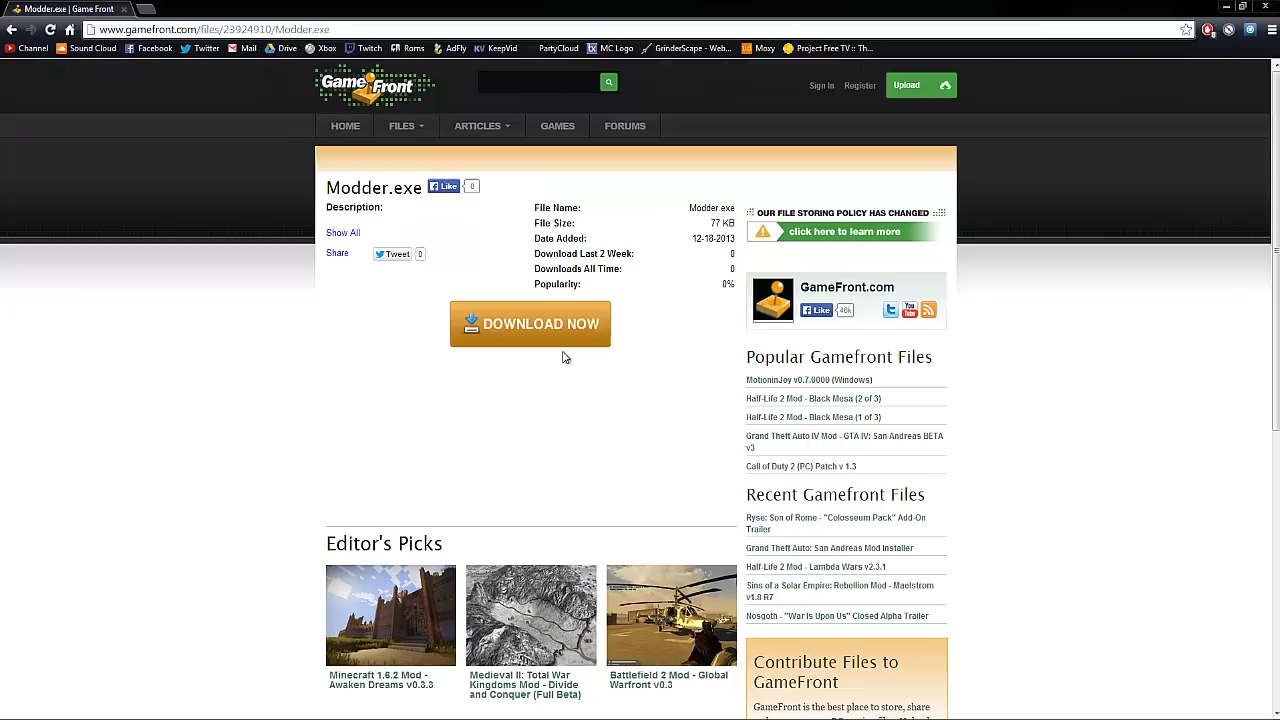 Modder.exe | Game Front
www.gamefront.com/files/23924910/Modder.exe
Channel Sound Cloud Facebook Twitter Mail Drive Xbox Twitch Roms AdFly KeepVid PartyCloud MC Logo GrinderScape - Web... Moxy Project Free TV :: Th...
Game Front
Sign In Register Upload
HOME FILES ARTICLES GAMES FORUMS
Modder.exe Like 0
Description:
Show All
Share Tweet 0
File Name: Modder.exe
File Size: 77 KB
Date Added: 12-18-2013
Download Last 2 Week: 0
Downloads All Time: 0
Popularity: 0%
DOWNLOAD NOW
OUR FILE STORING POLICY HAS CHANGED
click here to learn more
GameFront.com
Like 46k You Tube
Popular Gamefront Files
MotioninJoy v0.7.0000 (Windows)
Half-Life 2 Mod - Black Mesa (2 of 3)
Half-Life 2 Mod - Black Mesa (1 of 3)
Grand Theft Auto IV Mod - GTA IV: San Andreas BETA
v3
Call of Duty 2 (PC) Patch v 1.3
Recent Gamefront Files
Ryse: Son of Rome - "Colosseum Pack" Add-On
Trailer
Grand Theft Auto: San Andreas Mod Installer
Half-Life 2 Mod - Lambda Wars v2.3.1
Sins of a Solar Empire: Rebellion Mod - Maelstrom
v1.8 R7
Nosgoth - "War Is Upon Us" Closed Alpha Trailer
Editor's Picks
Minecraft 1.6.2 Mod -
Awaken Dreams v0.3.3
Medieval II: Total War
Kingdoms Mod - Divide
and Conquer (Full Beta)
Battlefield 2 Mod - Global
Warfront v0.3
Contribute Files to
GameFront
GameFront is the best place to store, share